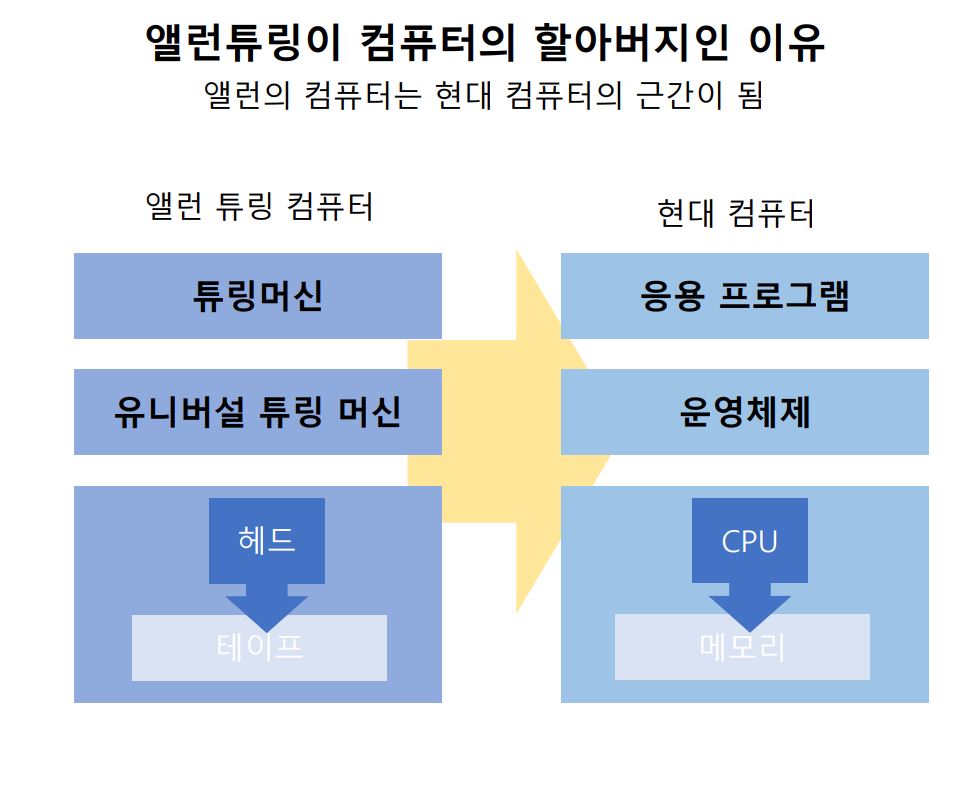 앨런튜링이 컴퓨터의 할아버지인 이유
앨런의 컴퓨터는 현대 컴퓨터의 근간이 됨
앨런 튜링 컴퓨터
현대 컴퓨터
튜링머신
응용 프로그램
유니버설 튜링 머신
운영체제
헤드
CPU
테이프
메모리